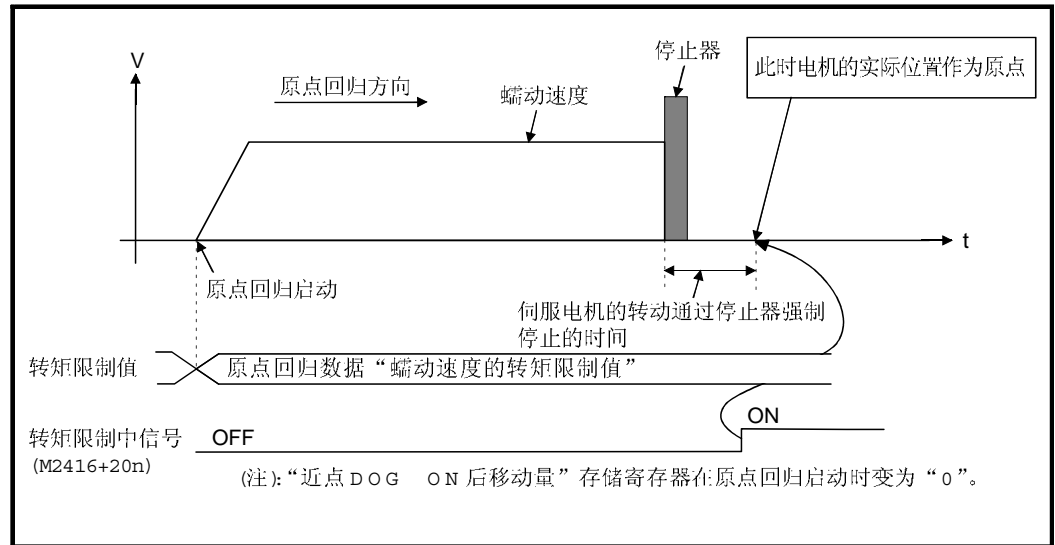 V
停止器
此时电机的实际位置作为原点
原点回归方向
蠕动速度
t
原点回归启动
伺服电机的转动通过停止器强制
停止的时间
转矩限制值
原点回归数据“蠕动速度的转矩限制值”
转矩限制中信号
(M2416+20n)
OFF
ON
(注):“近点DOG ON后移动量”存储寄存器在原点回归启动时变为“0”。